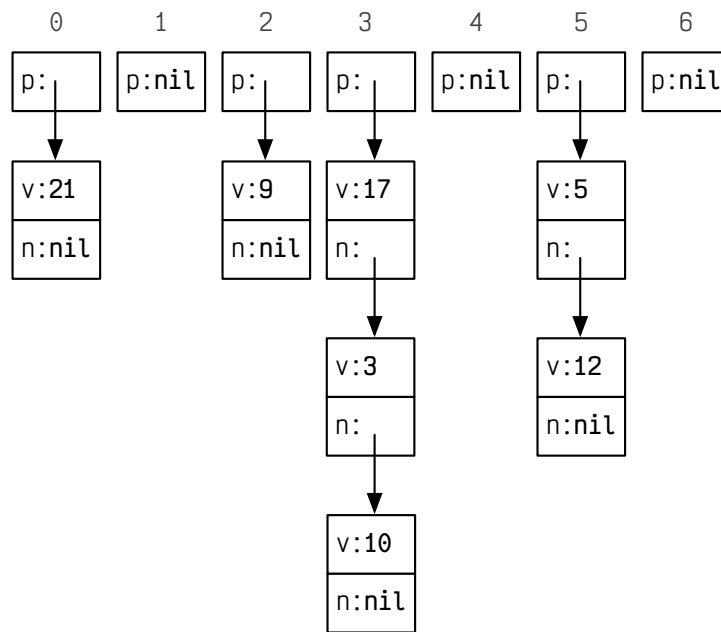 0 1 2 3 4 5 6
p: p:nil p: p: p:nil p: p:nil
v:21 v:9 v:17 v:5
n:nil n:nil n: n:
v:3 v:12
n: n:nil
v:10
n:nil